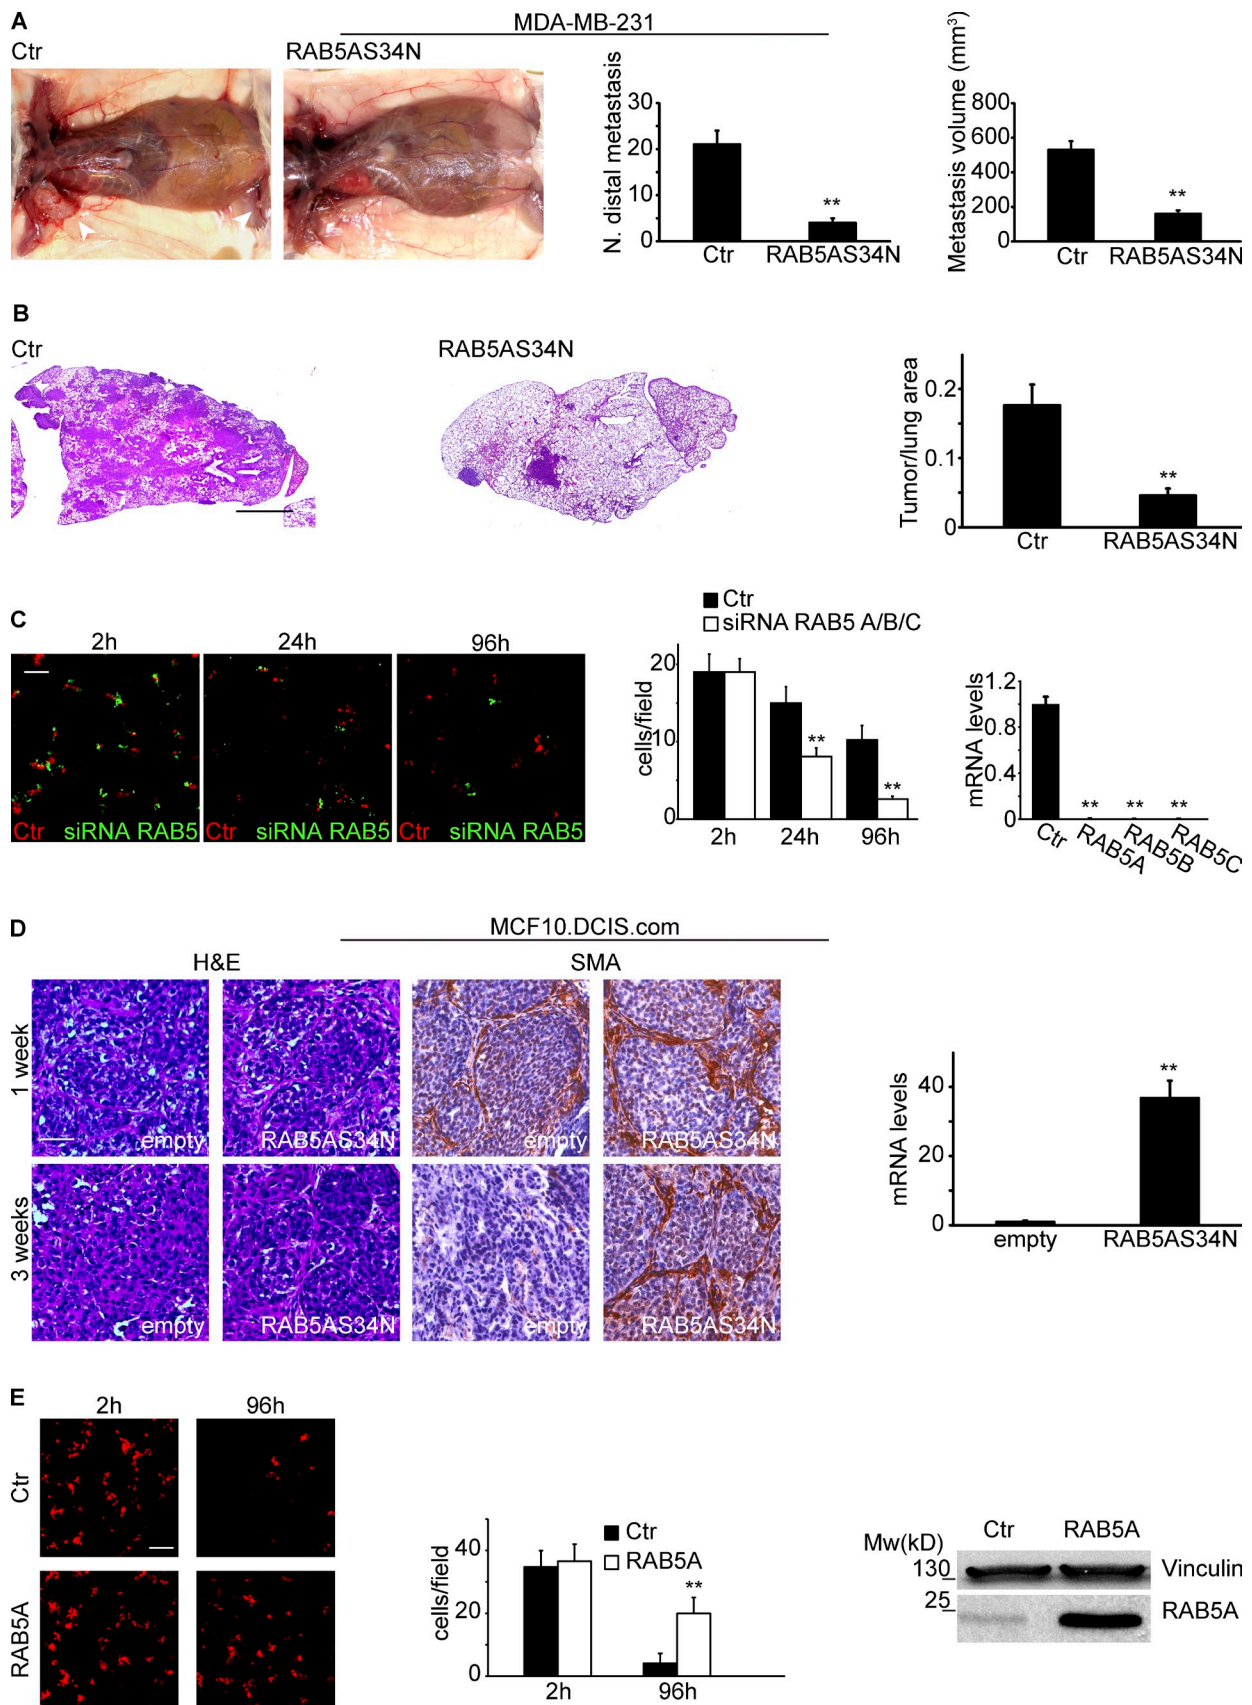 A
MDA-MB-231
Ctr
RAB5AS34N
N. distal metastasis
30
20
10
0
**
Ctr
RAB5AS34N
Metastasis volume (mm³)
800
600
400
200
0
**
Ctr
RAB5AS34N
B
Ctr
RAB5AS34N
Tumor/lung area
0.2
0.1
0
**
Ctr
RAB5AS34N
C
2h
24h
96h
Ctr siRNA RAB5
Ctr siRNA RAB5
Ctr siRNA RAB5
Ctr
siRNA RAB5 A/B/C
cells/field
20
10
0
**
**
2h
24h
96h
mRNA levels
1.2
0.8
0.4
0
**
**
**
Ctr
RAB5A
RAB5B
RAB5C
D
MCF10.DCIS.com
H&E
SMA
1 week
empty
RAB5AS34N
empty
RAB5AS34N
3 weeks
empty
RAB5AS34N
empty
RAB5AS34N
mRNA levels
40
20
0
**
empty
RAB5AS34N
E
2h
96h
Ctr
RAB5A
cells/field
40
20
0
Ctr
RAB5A
**
2h
96h
Ctr
RAB5A
Mw(kD)
130
Vinculin
25
RAB5A